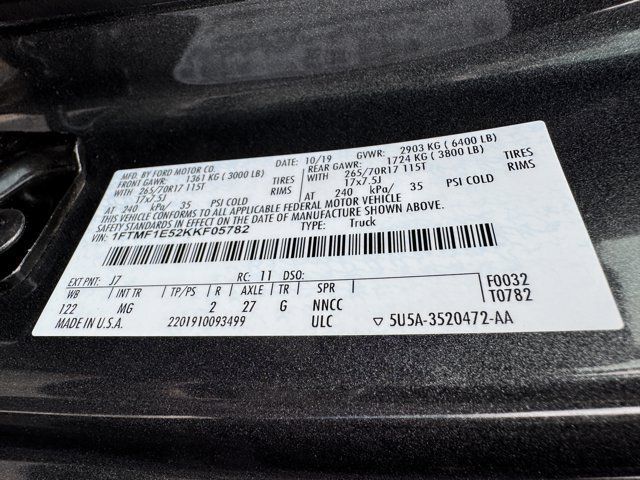 MFD. BY FORD MOTOR CO. DATE: 10/19 GVWR: 2903 KG ( 6400 LB)
FRONT GAWR: 1361 KG ( 3000 LB) REAR GAWR: 1724 KG ( 3800 LB)
WITH 265/70R17 115T TIRES WITH 265/70R17 115T TIRES
17x7.5J RIMS 17x7.5J RIMS
AT 240 kPa/ 35 PSI COLD AT 240 kPa/ 35 PSI COLD
THIS VEHICLE CONFORMS TO ALL APPLICABLE FEDERAL MOTOR VEHICLE
SAFETY STANDARDS IN EFFECT ON THE DATE OF MANUFACTURE SHOWN ABOVE.
VIN: 1FTMF1E52KKF05782 TYPE: Truck
EXT PNT: J7 RC: 11 DSO: F0032
WB INT TR TP/PS R AXLE TR SPR T0782
122 MG 2 27 G NNCC
MADE IN U.S.A. 2201910093499 ULC ▽ 5U5A-3520472-AA